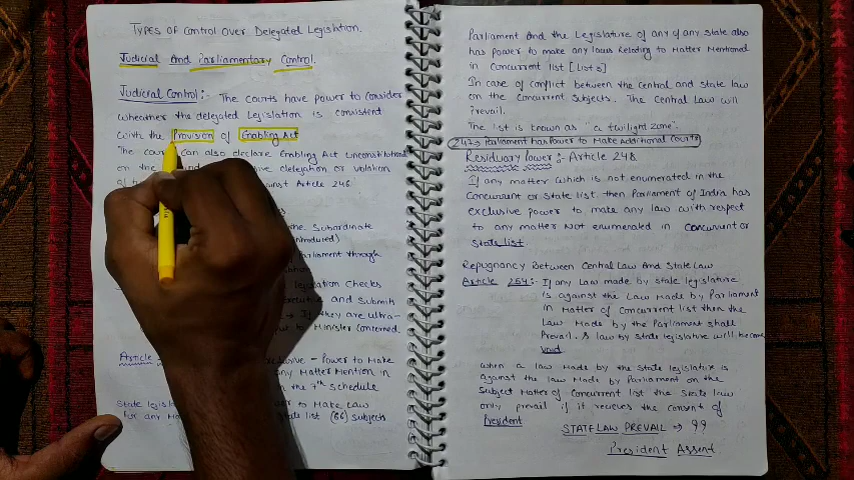 Types of Control Over Delegated Legislation.
Judicial And Parliamentary Control.
Judicial Control:- The Courts have power to Consider
wheather the delegated Legislation is consistent
with the Provision of Enabling Act
The Can also declare Enabling Act unconstitutional
on the
Article 246.
Subordinate
Parliament through
legislation Checks
and Submit
If they are ultra-
to Minister Concerned.
Article - Power to Make
any Matter Mention in
the 7th Schedule
State legis to Make Law
for any State list (66) Subjects
Parliament And the Legislature of any of any state also
has power to make any laws Relating to Matter Mentioned
in Concurrent list [List 3]
In case of Conflict between the Central and state law
on the Concurrent Subjects. The Central Law will
Prevail.
The list is known as "a twilight Zone".
247 → Parliament has Power to Make Additional Courts
Residuary Power :- Article 248.
If any matter which is not enumerated in the
Concurrent or State list. then Parliament of India has
exclusive power to make any law with respect
to any matter Not enumerated in Concurrent or
State list.
Repugnancy Between Central Law And State Law
Article 254:- If any Law made by state legislature
is against the Law Made by Parliament
in Matter of Concurrent list then the
Law Made by the Parliament shall
Prevail. & law by state legislature will become
void
when a law made by the state legislature is
against the law Made by Parliament on the
Subject Matter of Concurrent list the State law
only prevail if it recieves the Consent of
President
STATE LAW PREVAIL →
President Assent.